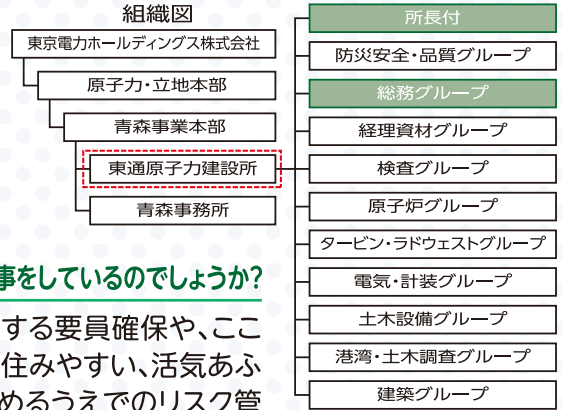 組織図
東京電力ホールディングス株式会社
原子力・立地本部
青森事業本部
東通原子力建設所
青森事務所
所長付
防災安全・品質グループ
総務グループ
経理資材グループ
検査グループ
原子炉グループ
タービン・ラドウェストグループ
電気・計装グループ
土木設備グループ
港湾・土木調査グループ
建築グループ
事をしているのでしょうか?
する要員確保や、ここ
住みやすい、活気あふ
めるうえでのリスク管